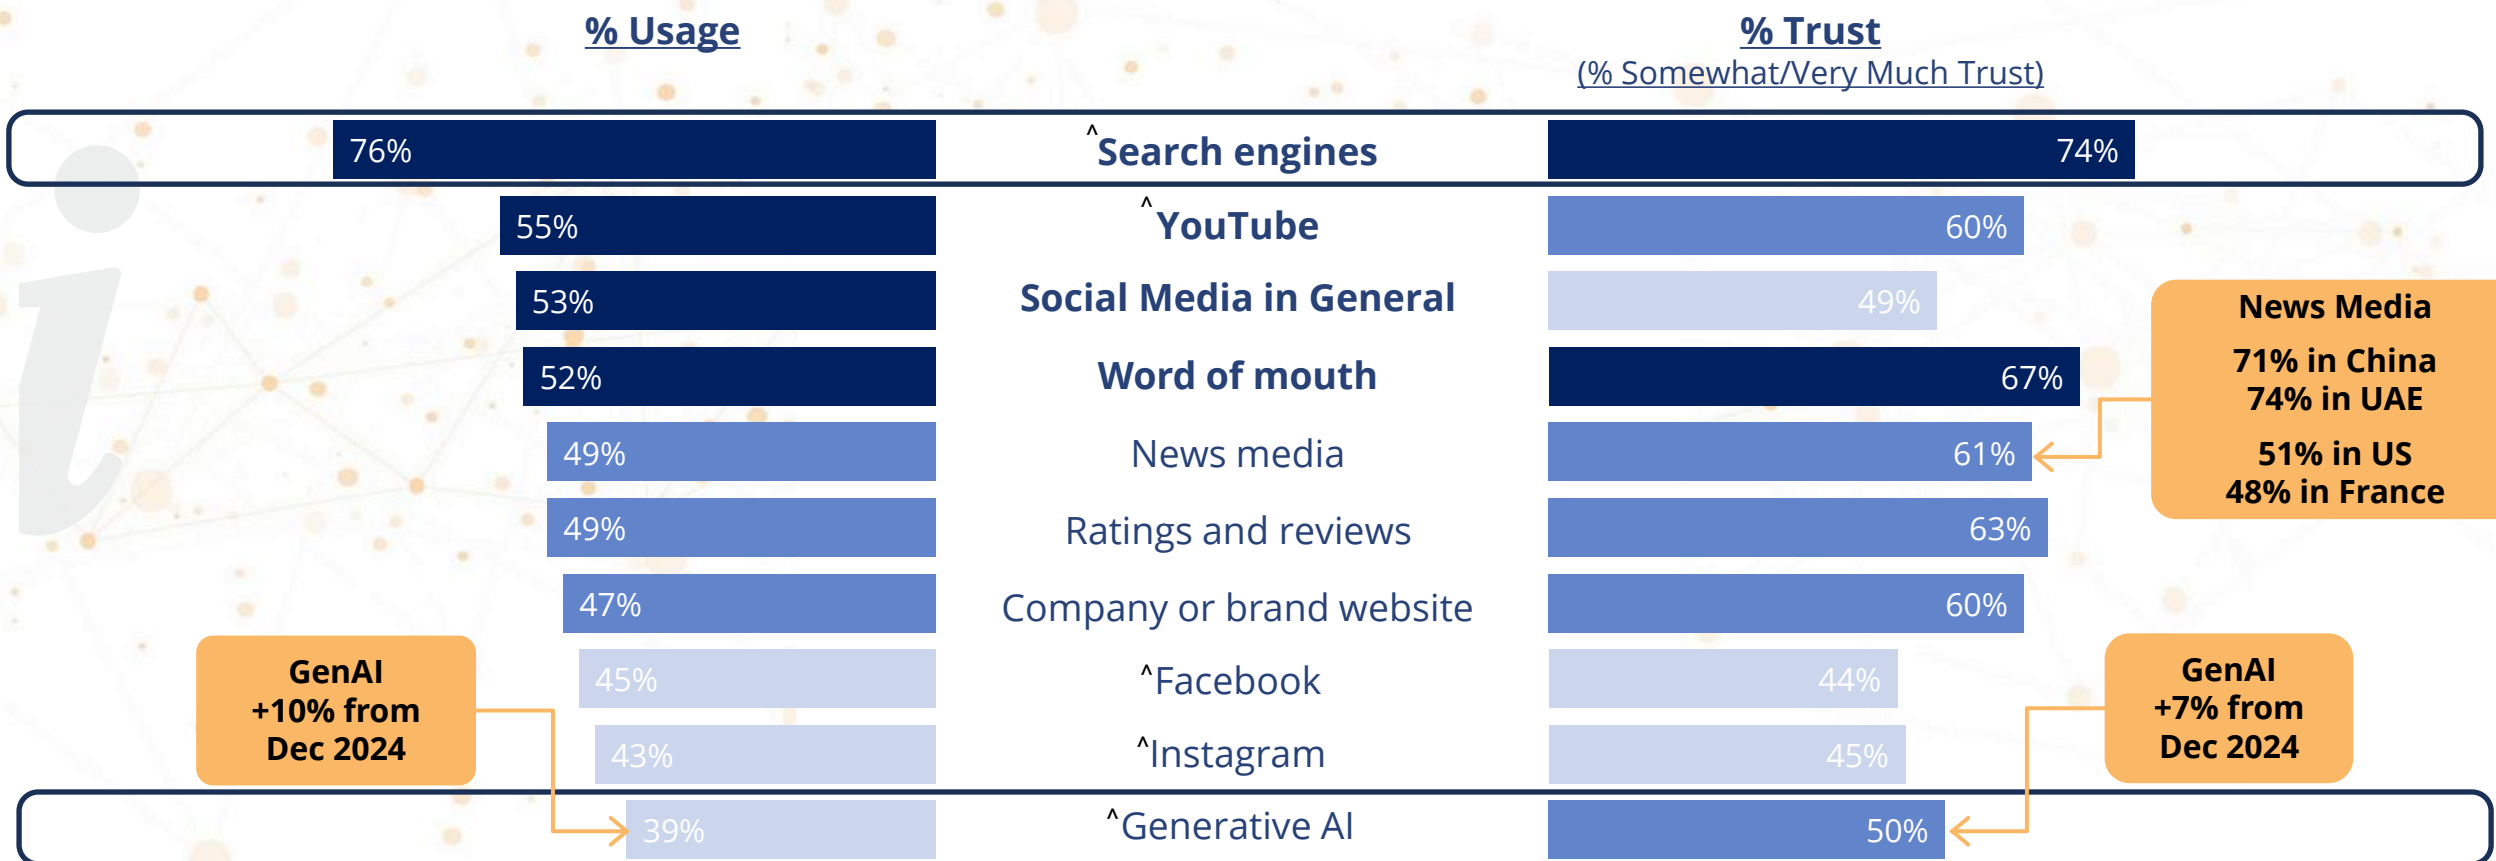 % Usage
% Trust
(% Somewhat/Very Much Trust)
76%
^Search engines
74%
55%
^YouTube
60%
53%
Social Media in General
49%
52%
Word of mouth
67%
49%
News media
61%
49%
Ratings and reviews
63%
47%
Company or brand website
60%
45%
^Facebook
44%
43%
^Instagram
45%
39%
^Generative AI
50%
News Media
71% in China
74% in UAE
51% in US
48% in France
GenAI
+10% from
Dec 2024
GenAI
+7% from
Dec 2024